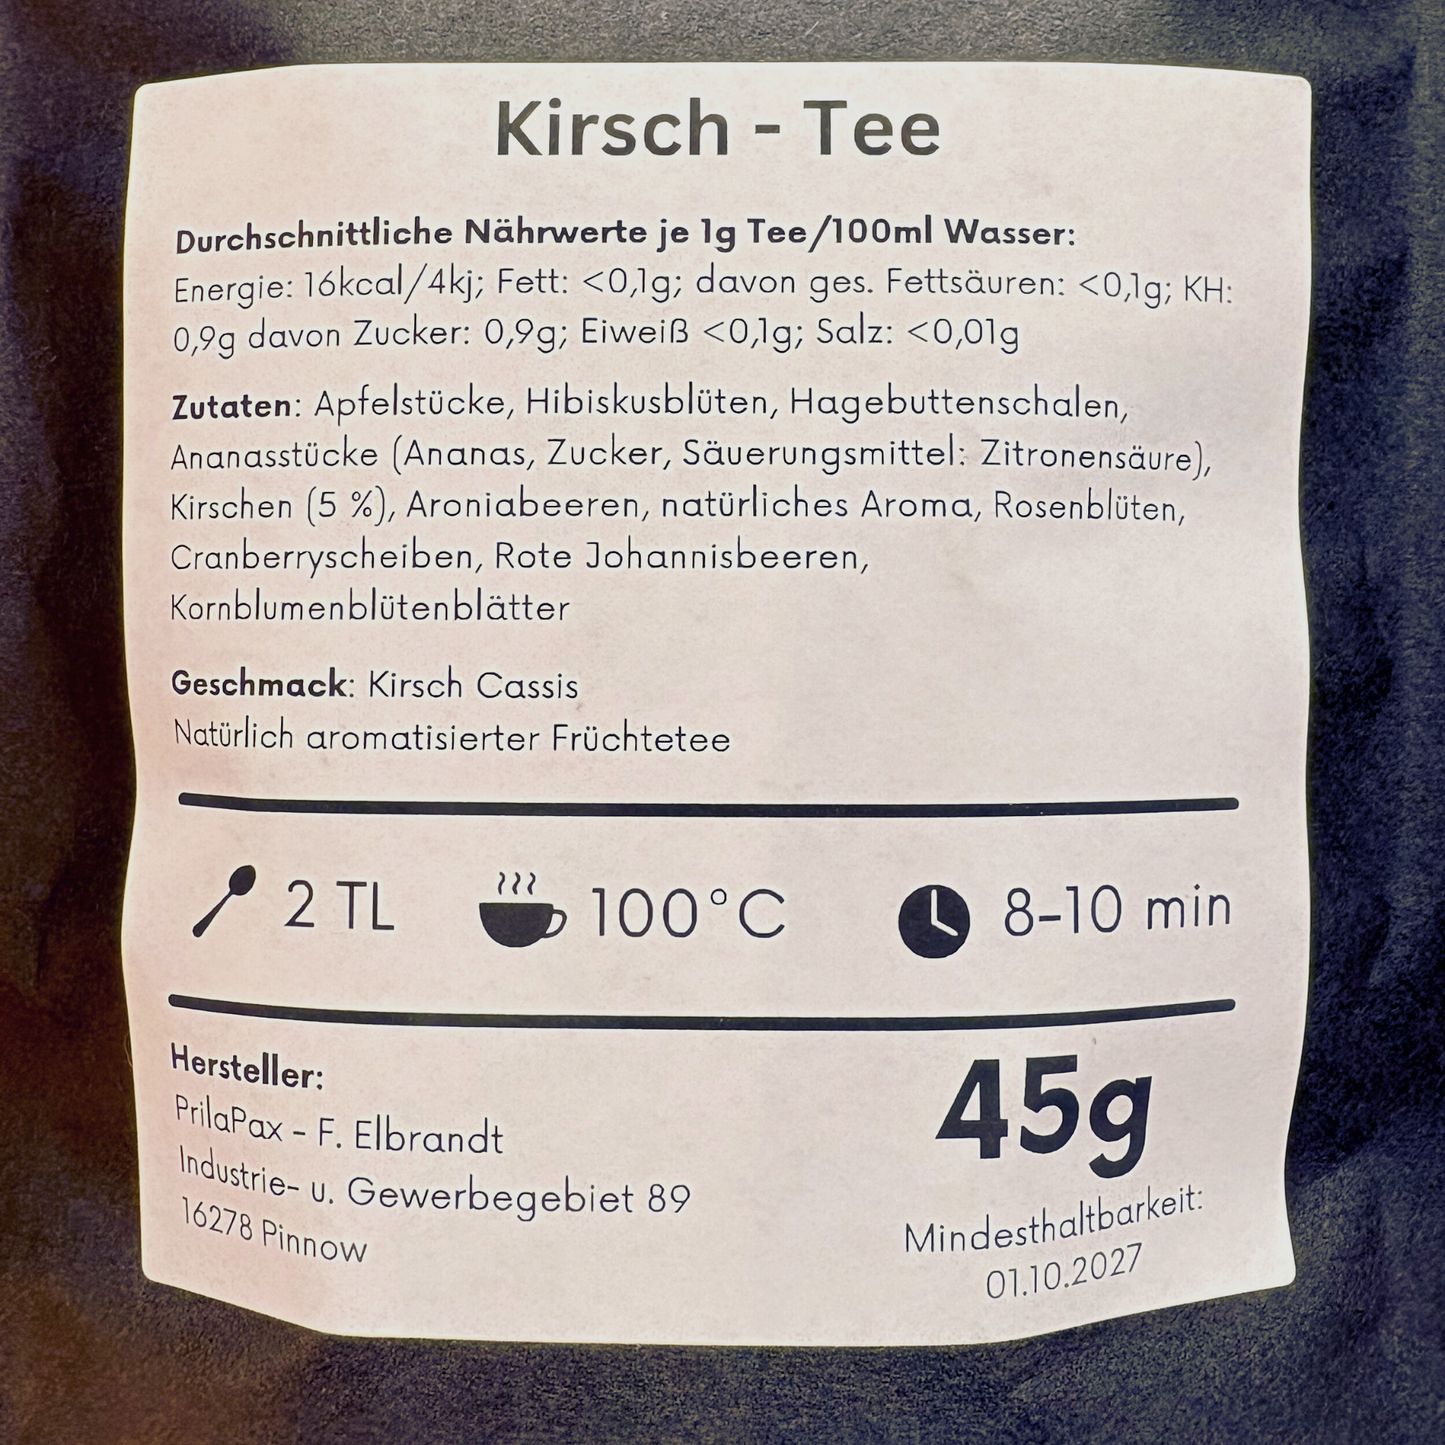 Kirsch - Tee
Durchschnittliche Nährwerte je 1g Tee/100ml Wasser:
Energie: 16kcal/4kj; Fett: <0,1g; davon ges. Fettsäuren: <0,1g; KH:
0,9g davon Zucker: 0,9g; Eiweiß <0,1g; Salz: <0,01g
Zutaten: Apfelstücke, Hibiskusblüten, Hagebuttenschalen,
Ananasstücke (Ananas, Zucker, Säuerungsmittel: Zitronensäure),
Kirschen (5 %), Aroniabeeren, natürliches Aroma, Rosenblüten,
Cranberryscheiben, Rote Johannisbeeren,
Kornblumenblütenblätter
Geschmack: Kirsch Cassis
Natürlich aromatisierter Früchtetee
2 TL 100°C 8-10 min
Hersteller:
PrilaPax - F. Elbrandt
Industrie- u. Gewerbegebiet 89
16278 Pinnow
45g
Mindesthaltbarkeit:
01.10.2027